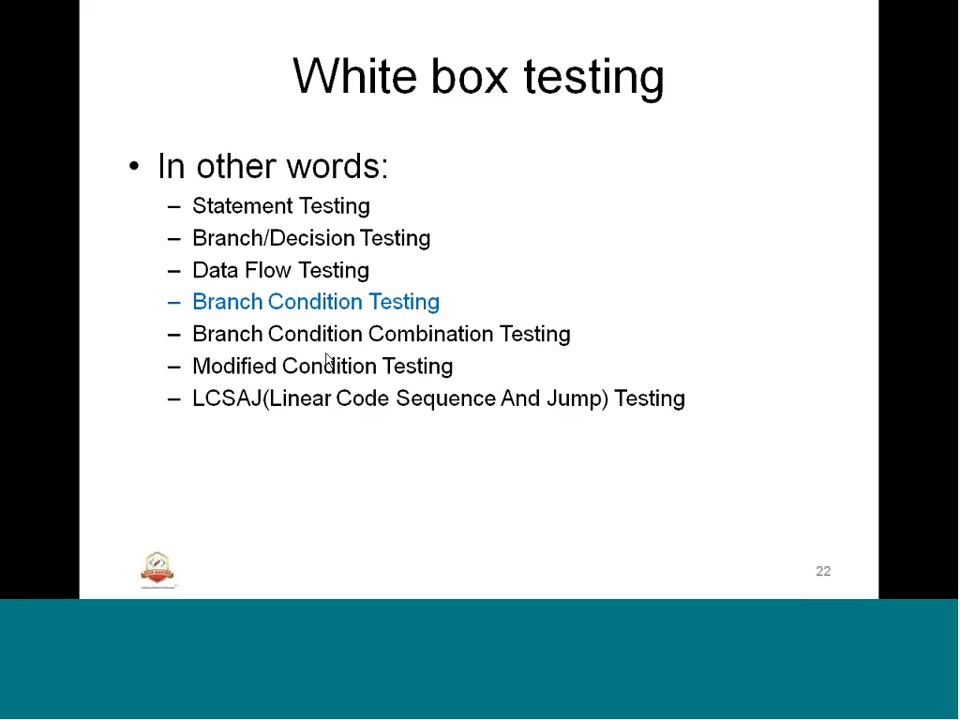 White box testing
• In other words:
– Statement Testing
– Branch/Decision Testing
– Data Flow Testing
– Branch Condition Testing
– Branch Condition Combination Testing
– Modified Condition Testing
– LCSAJ(Linear Code Sequence And Jump) Testing
22